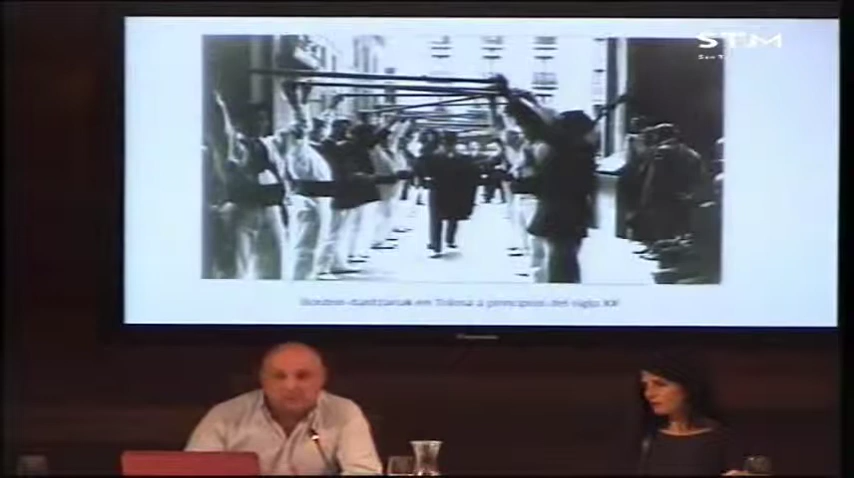 STM
Bordon-dantzariak en Tolosa a principios del siglo XX